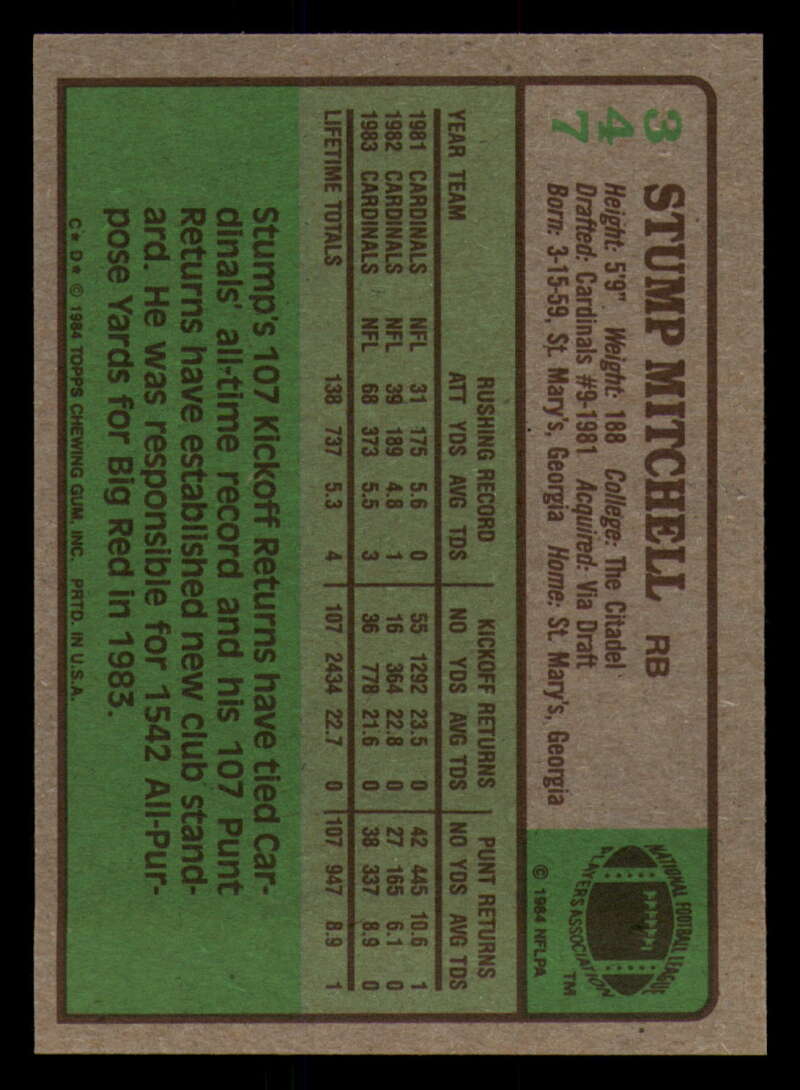 347
STUMP MITCHELL RB
Height: 5'9" Weight: 188 College: The Citadel
Drafted: Cardinals #9-1981 Acquired: Via Draft
Born: 3-15-59, St. Mary's, Georgia Home: St. Mary's, Georgia
NATIONAL FOOTBALL LEAGUE
PLAYERS ASSOCIATION
TM
© 1984 NFLPA
RUSHING RECORD KICKOFF RETURNS PUNT RETURNS
YEAR TEAM ATT YDS AVG TDS NO YDS AVG TDS NO YDS AVG TDS
1981 CARDINALS NFL 31 175 5.6 0 55 1292 23.5 0 42 445 10.6 1
1982 CARDINALS NFL 39 189 4.8 1 16 364 22.8 0 27 165 6.1 0
1983 CARDINALS NFL 68 373 5.5 3 36 778 21.6 0 38 337 8.9 0
LIFETIME TOTALS 138 737 5.3 4 107 2434 22.7 0 107 947 8.9 1
Stump's 107 Kickoff Returns have tied Car-
dinals' all-time record and his 107 Punt
Returns have established new club stand-
ard. He was responsible for 1542 All-Pur-
pose Yards for Big Red in 1983.
C* D* © 1984 TOPPS CHEWING GUM, INC. PRTD. IN U.S.A.